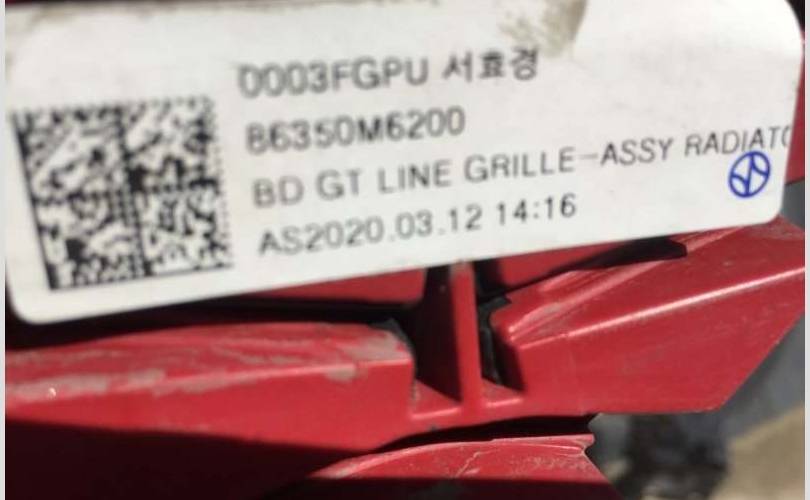 0003FGPU 서효경
86350M6200
BD GT LINE GRILLE-ASSY RADIATO
AS2020.03.12 14:16